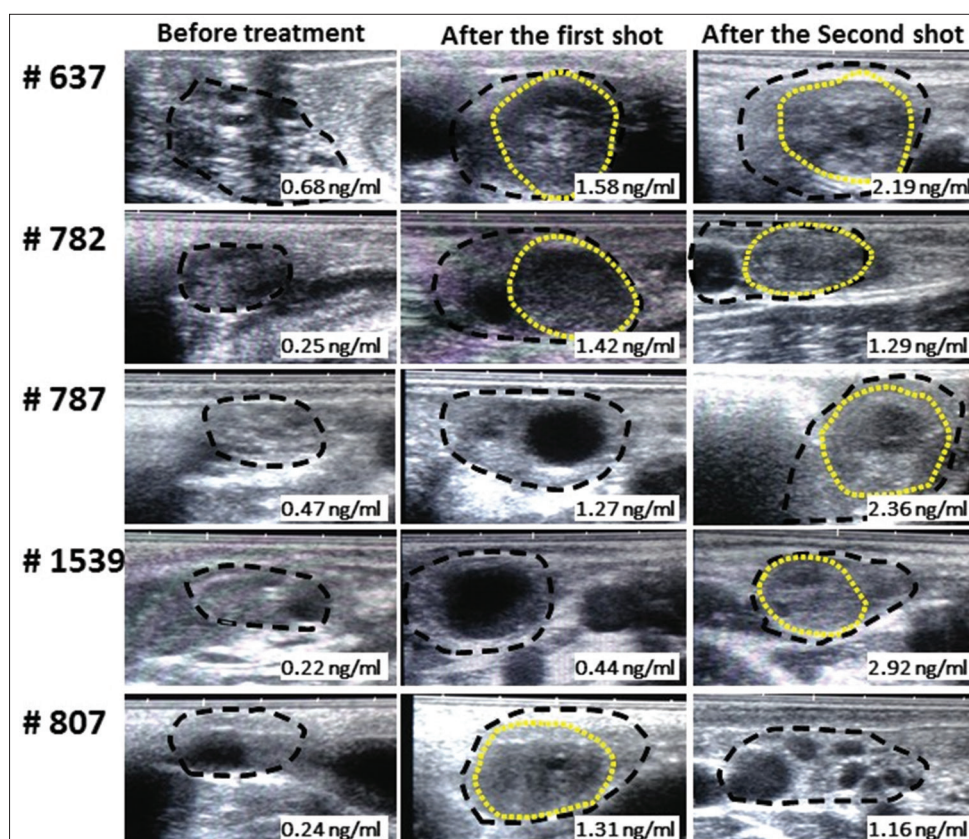 Before treatment After the first shot After the Second shot
# 637
0.68 ng/ml 1.58 ng/ml 2.19 ng/ml
# 782
0.25 ng/ml 1.42 ng/ml 1.29 ng/ml
# 787
0.47 ng/ml 1.27 ng/ml 2.36 ng/ml
# 1539
0.22 ng/ml 0.44 ng/ml 2.92 ng/ml
# 807
0.24 ng/ml 1.31 ng/ml 1.16 ng/ml